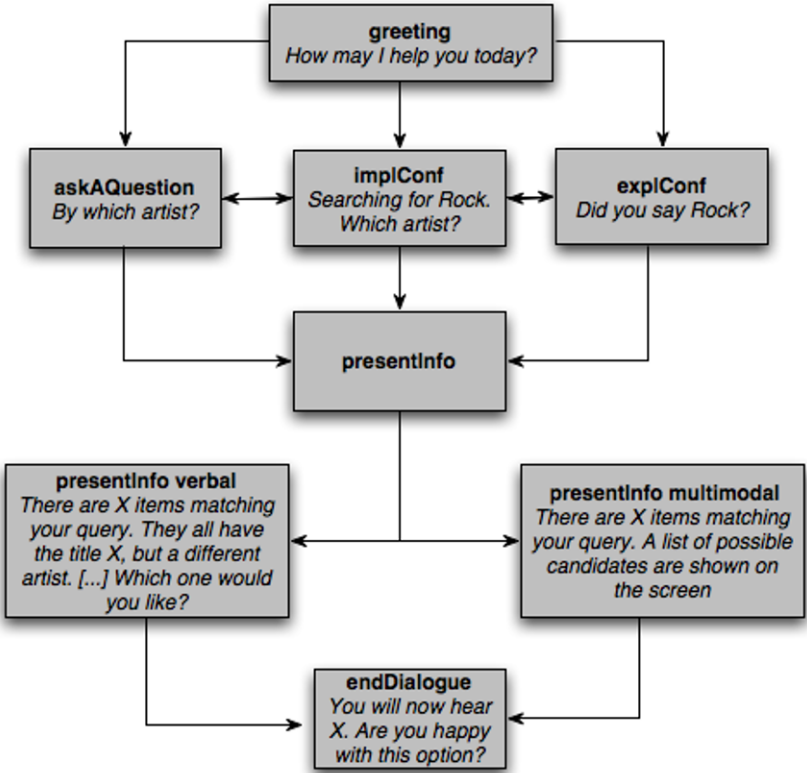 greeting
How may I help you today?
askAQuestion
By which artist?
implConf
Searching for Rock.
Which artist?
explConf
Did you say Rock?
presentInfo
presentInfo verbal
There are X items matching
your query. They all have
the title X, but a different
artist. [...] Which one would
you like?
presentInfo multimodal
There are X items matching
your query. A list of possible
candidates are shown on
the screen
endDialogue
You will now hear
X. Are you happy
with this option?